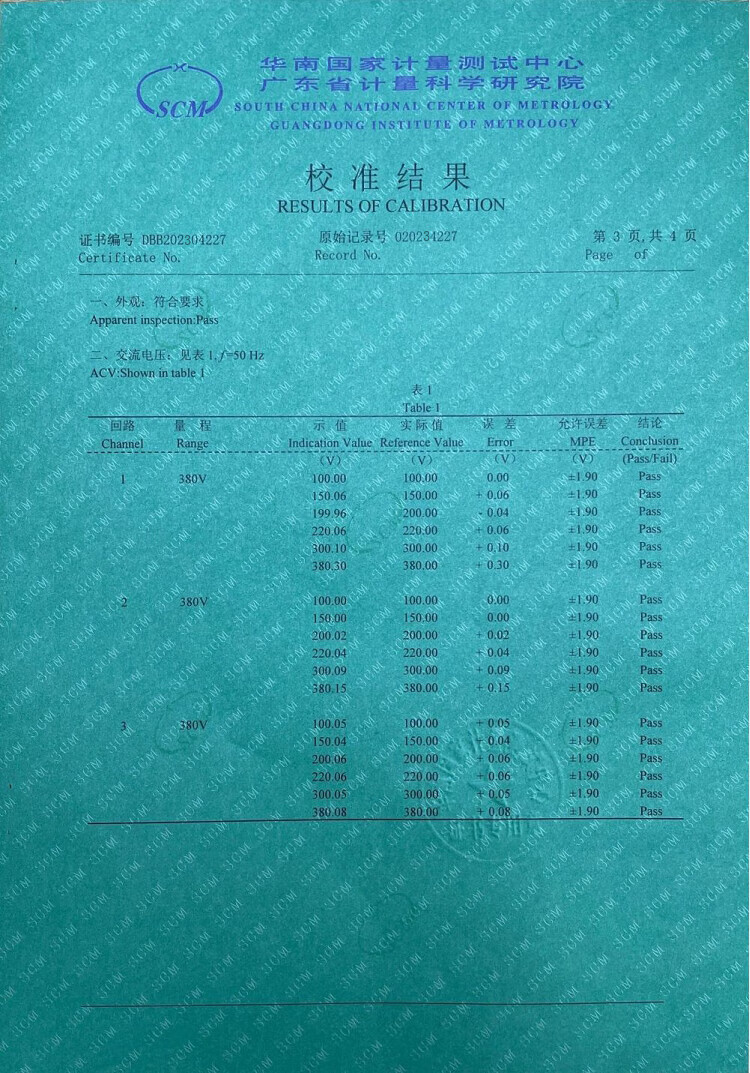 华南国家计量测试中心
广东省计量科学研究院
SCM
SOUTH CHINA NATIONAL CENTER OF METROLOGY
GUANGDONG INSTITUTE OF METROLOGY
校准结果
RESULTS OF CALIBRATION
证书编号 DBB202304227 原始记录号 020234227 第 3 页,共 4 页
Certificate No. Record No. Page of
一、外观：符合要求
Apparent inspection:Pass
二、交流电压：见表 1, f=50 Hz
ACV:Shown in table 1
表 1
Table 1
回路 量程 示值 实际值 误差 允许误差 结论
Channel Range Indication Value Reference Value Error MPE Conclusion
(V) (V) (V) (V) (Pass/Fail)
1 380V 100.00 100.00 0.00 ±1.90 Pass
150.06 150.00 + 0.06 ±1.90 Pass
199.96 200.00 - 0.04 ±1.90 Pass
220.06 220.00 + 0.06 ±1.90 Pass
300.10 300.00 + 0.10 ±1.90 Pass
380.30 380.00 + 0.30 ±1.90 Pass
2 380V 100.00 100.00 0.00 ±1.90 Pass
150.00 150.00 0.00 ±1.90 Pass
200.02 200.00 + 0.02 ±1.90 Pass
220.04 220.00 + 0.04 ±1.90 Pass
300.09 300.00 + 0.09 ±1.90 Pass
380.15 380.00 + 0.15 ±1.90 Pass
3 380V 100.05 100.00 + 0.05 ±1.90 Pass
150.04 150.00 + 0.04 ±1.90 Pass
200.06 200.00 + 0.06 ±1.90 Pass
220.06 220.00 + 0.06 ±1.90 Pass
300.05 300.00 + 0.05 ±1.90 Pass
380.08 380.00 + 0.08 ±1.90 Pass